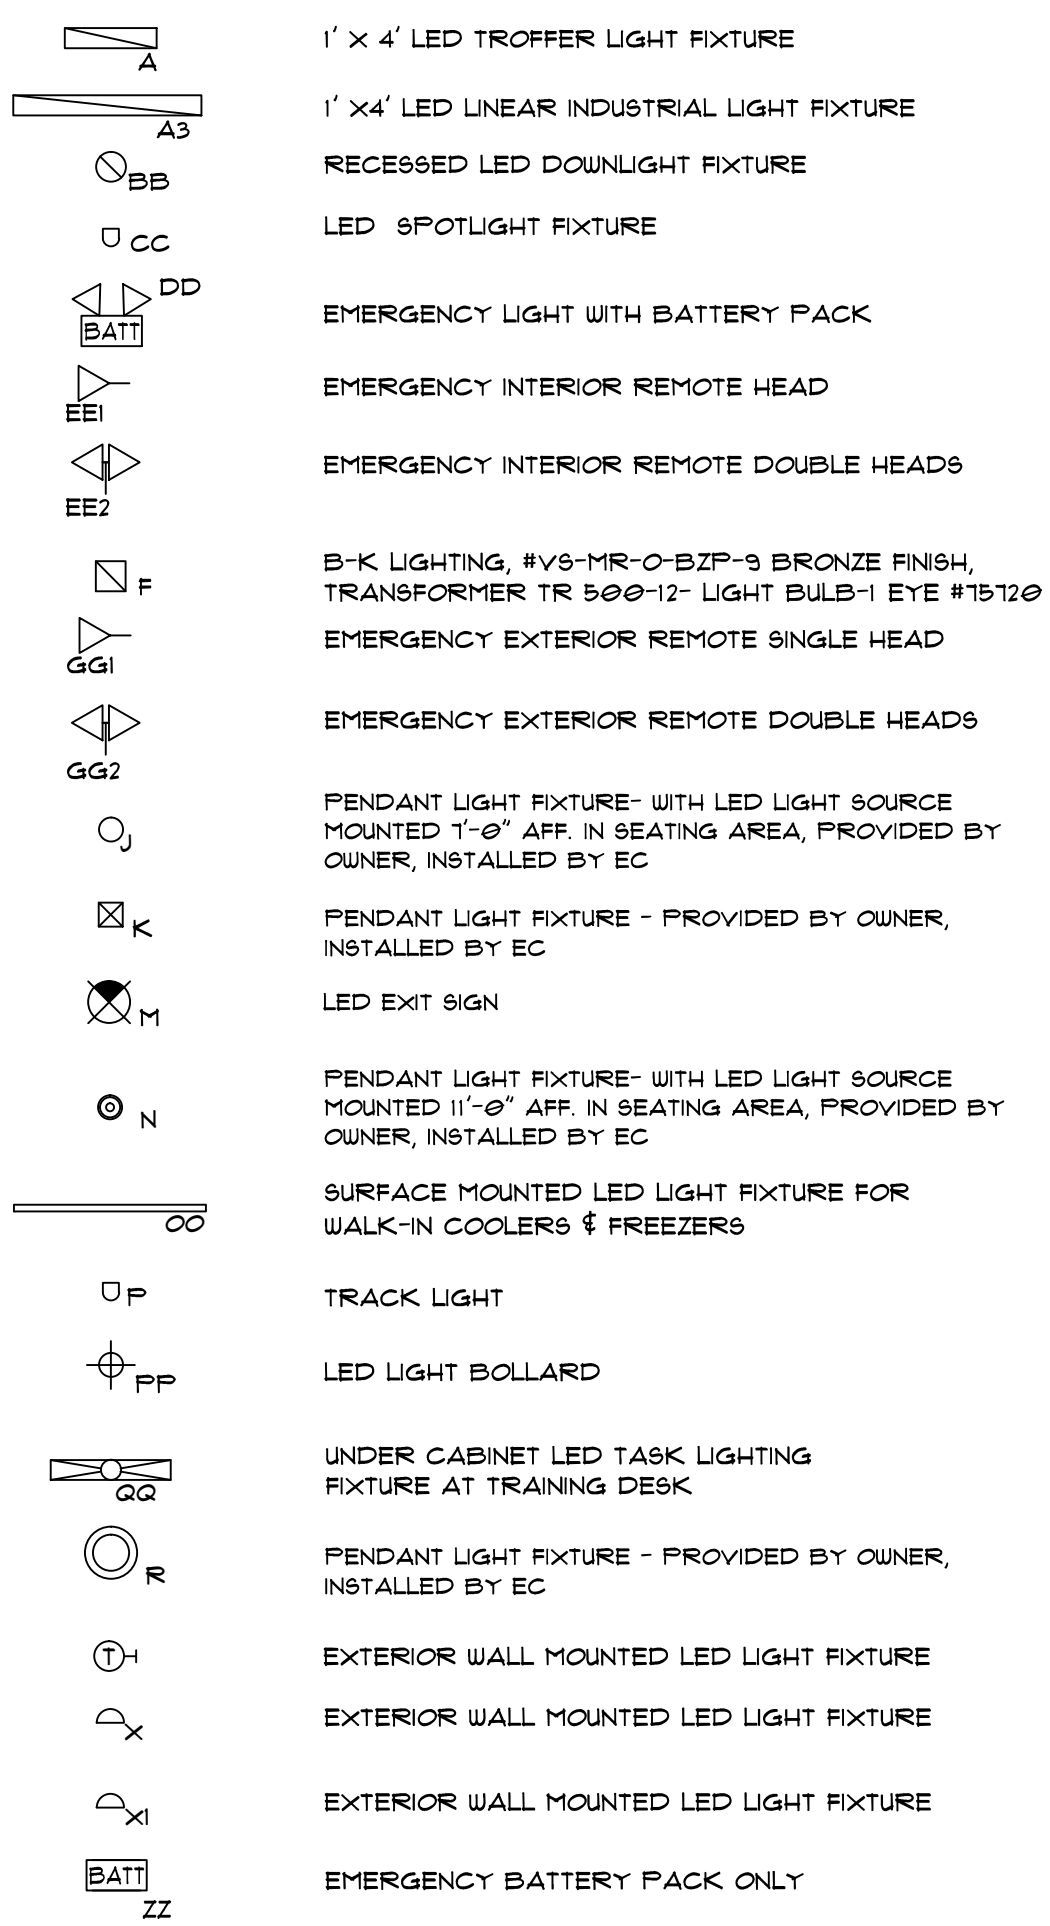 1' X 4' LED TROFFER LIGHT FIXTURE
A
1' X4' LED LINEAR INDUSTRIAL LIGHT FIXTURE
A3
RECESSED LED DOWNLIGHT FIXTURE
BB
LED SPOTLIGHT FIXTURE
CC
DD
EMERGENCY LIGHT WITH BATTERY PACK
BATT
EMERGENCY INTERIOR REMOTE HEAD
EE1
EMERGENCY INTERIOR REMOTE DOUBLE HEADS
EE2
B-K LIGHTING, #VS-MR-O-BZP-9 BRONZE FINISH,
F
TRANSFORMER TR 500-12- LIGHT BULB-1 EYE #75720
EMERGENCY EXTERIOR REMOTE SINGLE HEAD
GG1
EMERGENCY EXTERIOR REMOTE DOUBLE HEADS
GG2
PENDANT LIGHT FIXTURE- WITH LED LIGHT SOURCE
MOUNTED 7'-0" AFF. IN SEATING AREA, PROVIDED BY
J
OWNER, INSTALLED BY EC
PENDANT LIGHT FIXTURE - PROVIDED BY OWNER,
K
INSTALLED BY EC
LED EXIT SIGN
M
PENDANT LIGHT FIXTURE- WITH LED LIGHT SOURCE
MOUNTED 11'-0" AFF. IN SEATING AREA, PROVIDED BY
N
OWNER, INSTALLED BY EC
SURFACE MOUNTED LED LIGHT FIXTURE FOR
OO
WALK-IN COOLERS & FREEZERS
P
TRACK LIGHT
LED LIGHT BOLLARD
PP
UNDER CABINET LED TASK LIGHTING
FIXTURE AT TRAINING DESK
QQ
PENDANT LIGHT FIXTURE - PROVIDED BY OWNER,
R
INSTALLED BY EC
T
EXTERIOR WALL MOUNTED LED LIGHT FIXTURE
EXTERIOR WALL MOUNTED LED LIGHT FIXTURE
X
EXTERIOR WALL MOUNTED LED LIGHT FIXTURE
X1
BATT
EMERGENCY BATTERY PACK ONLY
ZZ